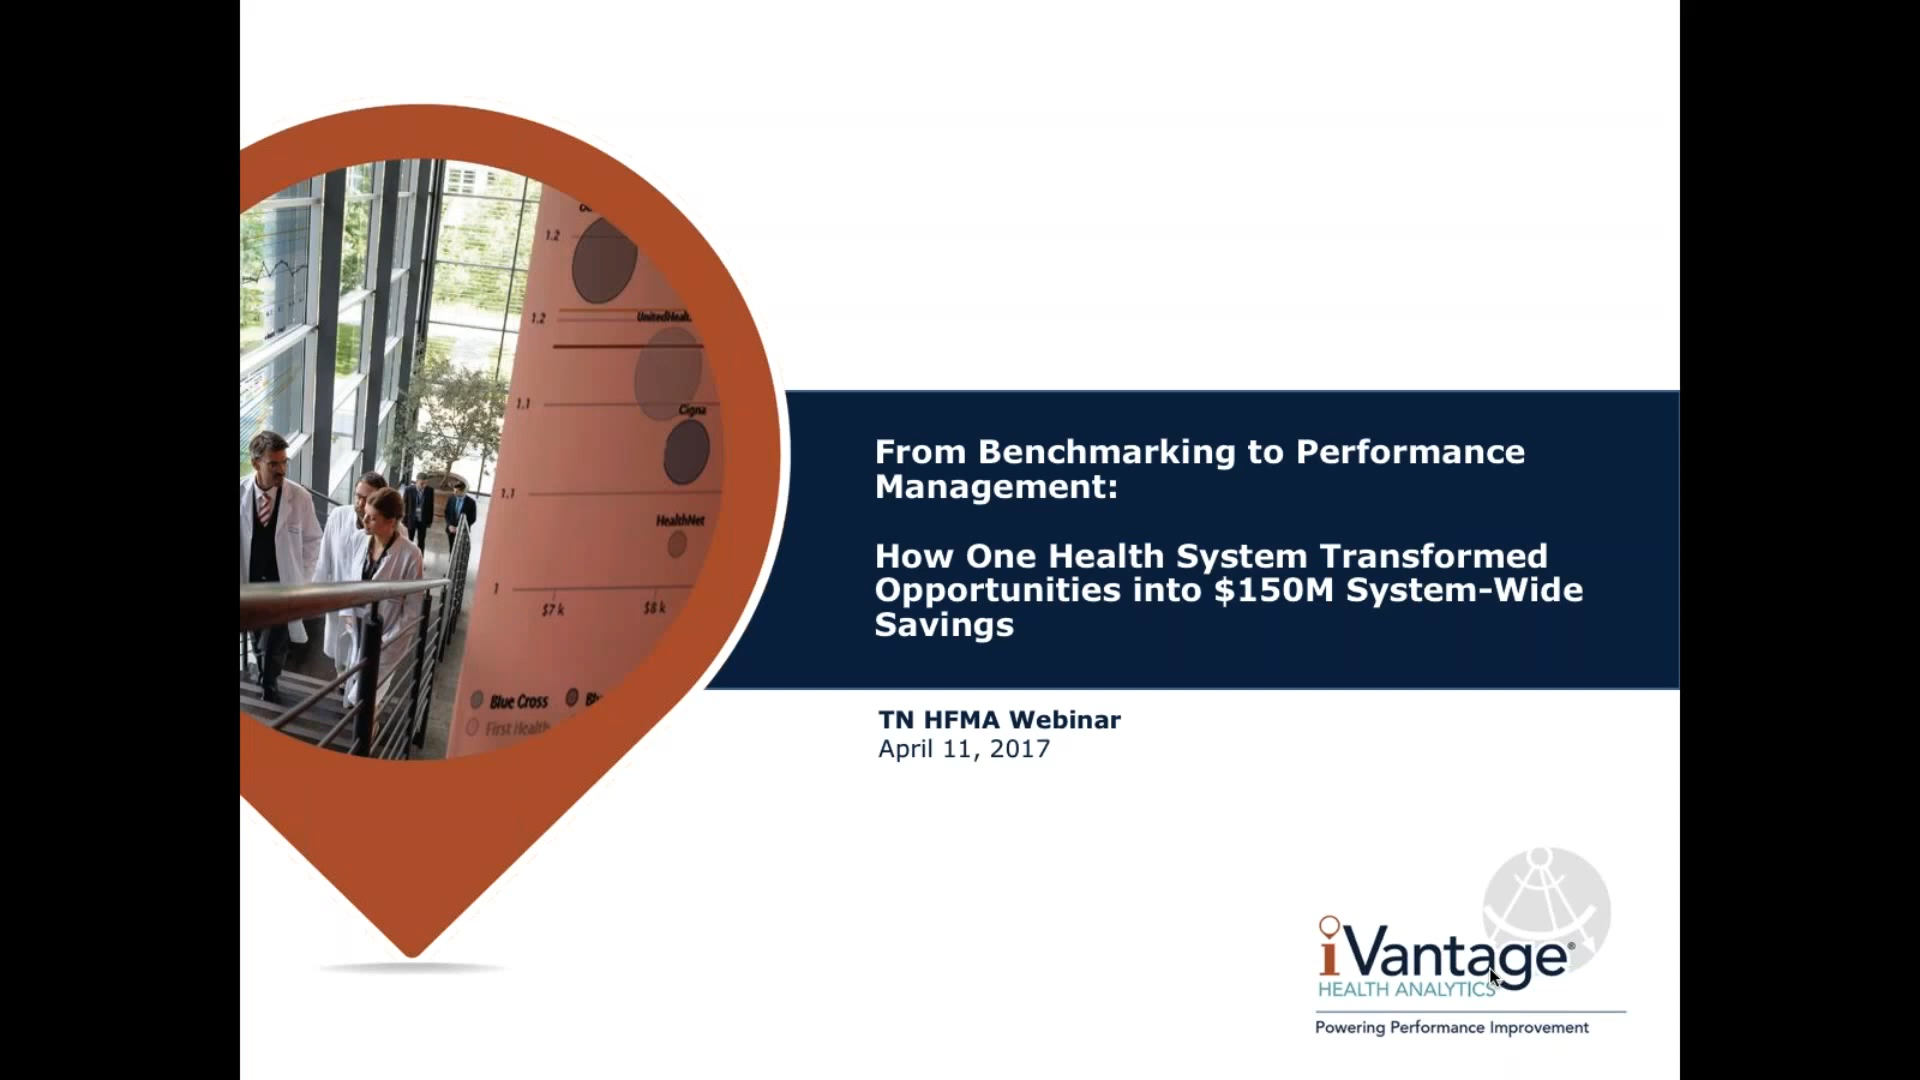 1.2
1.2
UnitedHealt
Cigna
1.1
1.1
HealthNet
1
$7 k
$8 k
Blue Cross
First Health
From Benchmarking to Performance
Management:
How One Health System Transformed
Opportunities into $150M System-Wide
Savings
TN HFMA Webinar
April 11, 2017
iVantage®
HEALTH ANALYTICS
Powering Performance Improvement